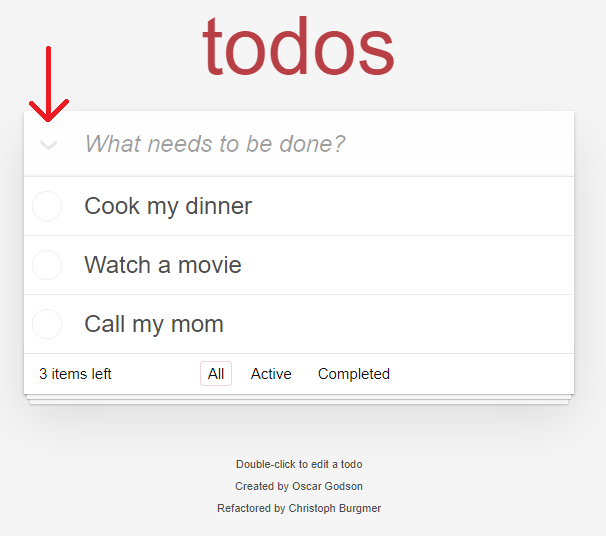 todos
What needs to be done?
Cook my dinner
Watch a movie
Call my mom
3 items left All Active Completed
Double-click to edit a todo
Created by Oscar Godson
Refactored by Christoph Burgmer